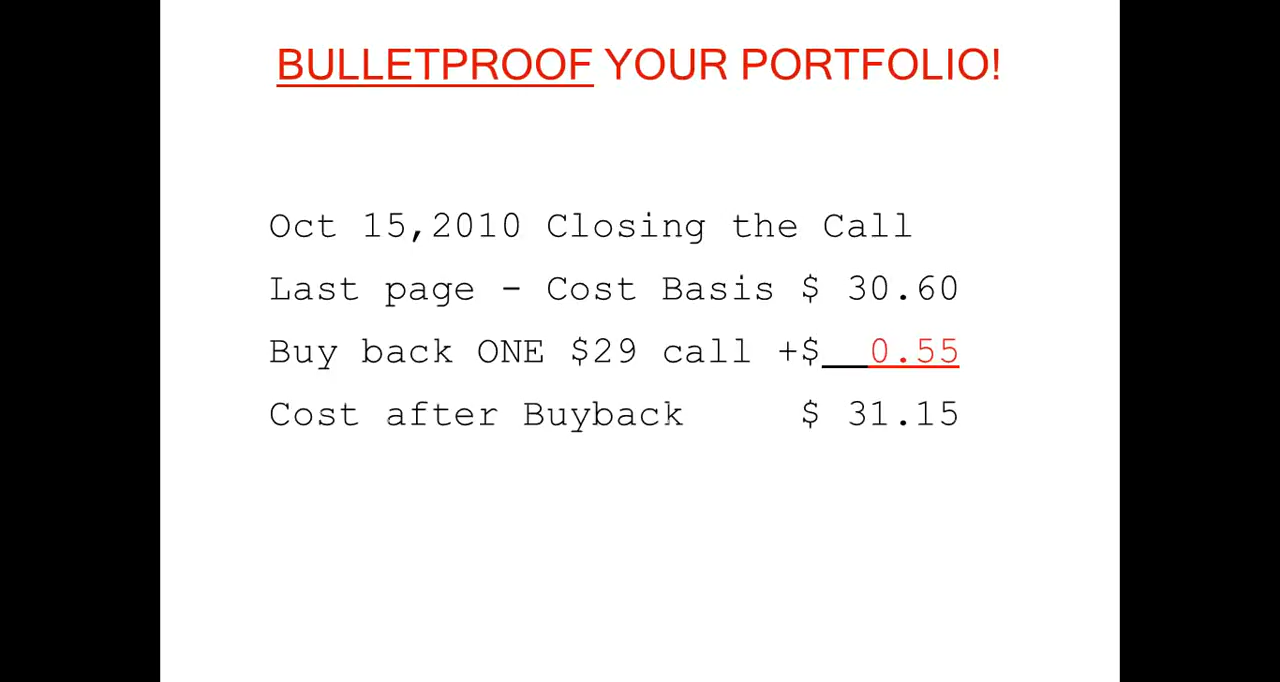 BULLETPROOF YOUR PORTFOLIO!
Oct 15,2010 Closing the Call
Last page - Cost Basis $ 30.60
Buy back ONE $29 call +$ 0.55
Cost after Buyback $ 31.15